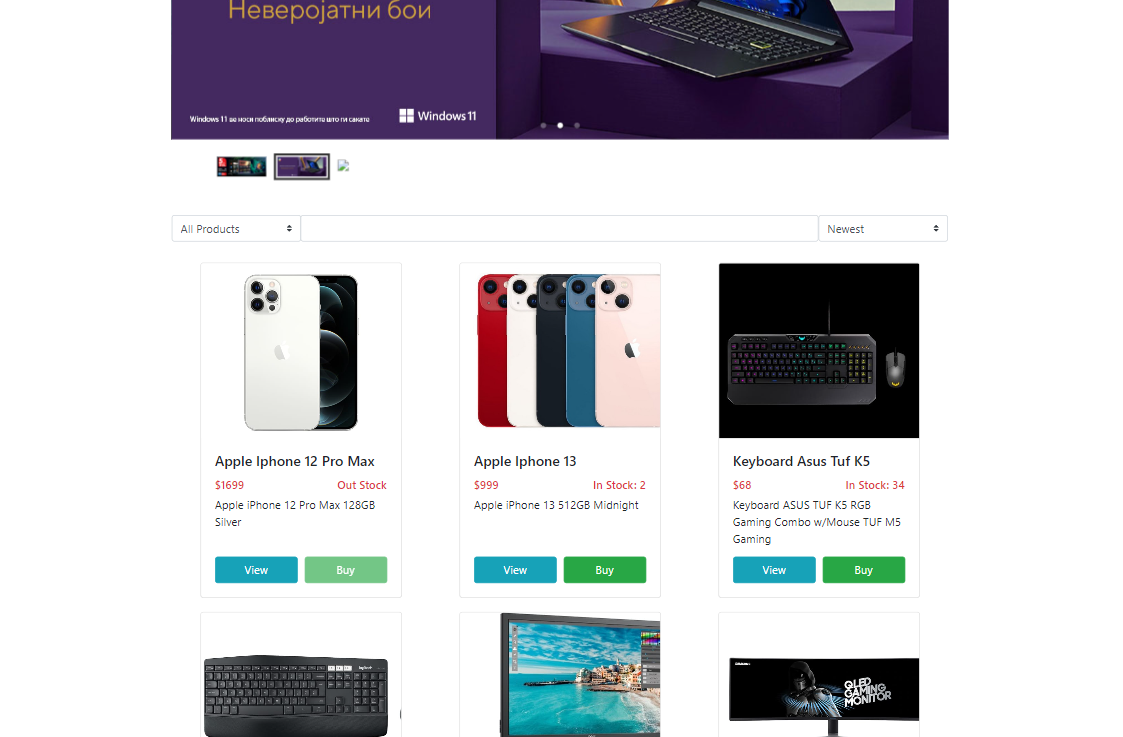 Неверојатни бои
Windows 11 ве носи поблиску до работите што ги сакате
Windows 11
All Products
Newest
Apple Iphone 12 Pro Max
$1699 Out Stock
Apple iPhone 12 Pro Max 128GB
Silver
View Buy
Apple Iphone 13
$999 In Stock: 2
Apple iPhone 13 512GB Midnight
View Buy
Keyboard Asus Tuf K5
$68 In Stock: 34
Keyboard ASUS TUF K5 RGB
Gaming Combo w/Mouse TUF M5
Gaming
View Buy
logitech
QLED
GAMING
MONITOR